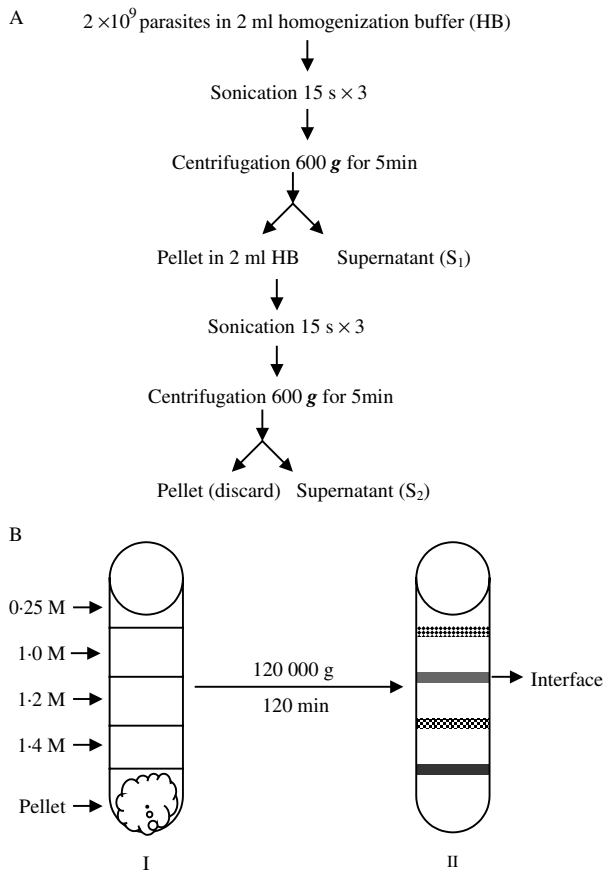 A
2 ×10⁹ parasites in 2 ml homogenization buffer (HB)
Sonication 15 s × 3
Centrifugation 600 g for 5min
Pellet in 2 ml HB Supernatant (S₁)
Sonication 15 s × 3
Centrifugation 600 g for 5min
Pellet (discard) Supernatant (S₂)
B
0·25 M
1·0 M
1·2 M
1·4 M
Pellet
120 000 g
120 min
Interface
I
II